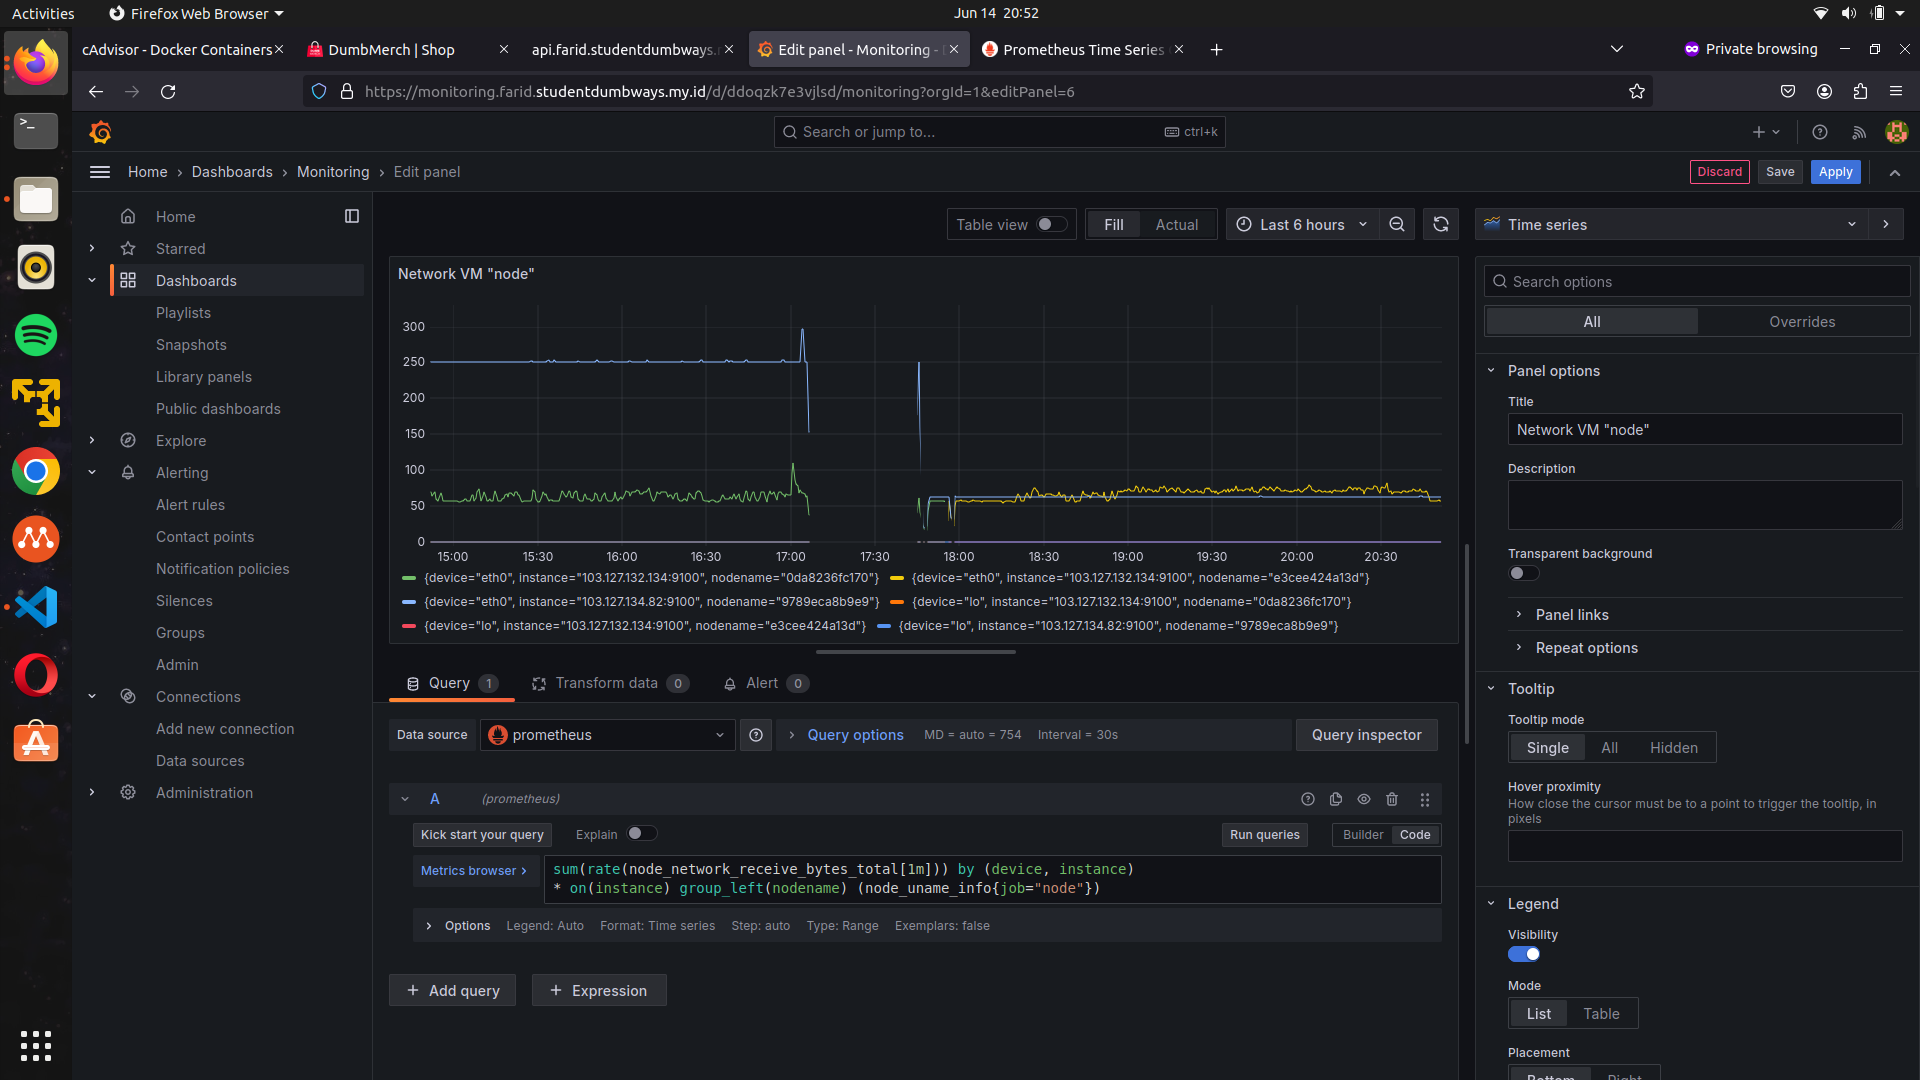 Activities
Firefox Web Browser
Jun 14 20:52
cAdvisor - Docker Containers
DumbMerch | Shop
api.farid.studentdumbways.
Edit panel - Monitoring -
Prometheus Time Series
Private browsing
https://monitoring.farid.studentdumbways.my.id/d/ddoqzk7e3vjlsd/monitoring?orgId=1&editPanel=6
Search or jump to...
ctrl+k
Home › Dashboards › Monitoring › Edit panel
Discard
Save
Apply
Home
Starred
Dashboards
Playlists
Snapshots
Library panels
Public dashboards
Explore
Alerting
Alert rules
Contact points
Notification policies
Silences
Groups
Admin
Connections
Add new connection
Data sources
Administration
Table view
Fill
Actual
Last 6 hours
Network VM "node"
300
250
200
150
100
50
0
15:00 15:30 16:00 16:30 17:00 17:30 18:00 18:30 19:00 19:30 20:00 20:30
{device="eth0", instance="103.127.132.134:9100", nodename="0da8236fc170"} {device="eth0", instance="103.127.132.134:9100", nodename="e3cee424a13d"}
{device="eth0", instance="103.127.134.82:9100", nodename="9789eca8b9e9"} {device="lo", instance="103.127.132.134:9100", nodename="0da8236fc170"}
{device="lo", instance="103.127.132.134:9100", nodename="e3cee424a13d"} {device="lo", instance="103.127.134.82:9100", nodename="9789eca8b9e9"}
Query 1
Transform data 0
Alert 0
Data source
prometheus
Query options
MD = auto = 754
Interval = 30s
Query inspector
A
(prometheus)
Kick start your query
Explain
Run queries
Builder
Code
Metrics browser
sum(rate(node_network_receive_bytes_total[1m])) by (device, instance)
* on(instance) group_left(nodename) (node_uname_info{job="node"})
Options
Legend: Auto
Format: Time series
Step: auto
Type: Range
Exemplars: false
+ Add query
+ Expression
Time series
Search options
All
Overrides
Panel options
Title
Network VM "node"
Description
Transparent background
Panel links
Repeat options
Tooltip
Tooltip mode
Single
All
Hidden
Hover proximity
How close the cursor must be to a point to trigger the tooltip, in
pixels
Legend
Visibility
Mode
List
Table
Placement
Bottom
Right